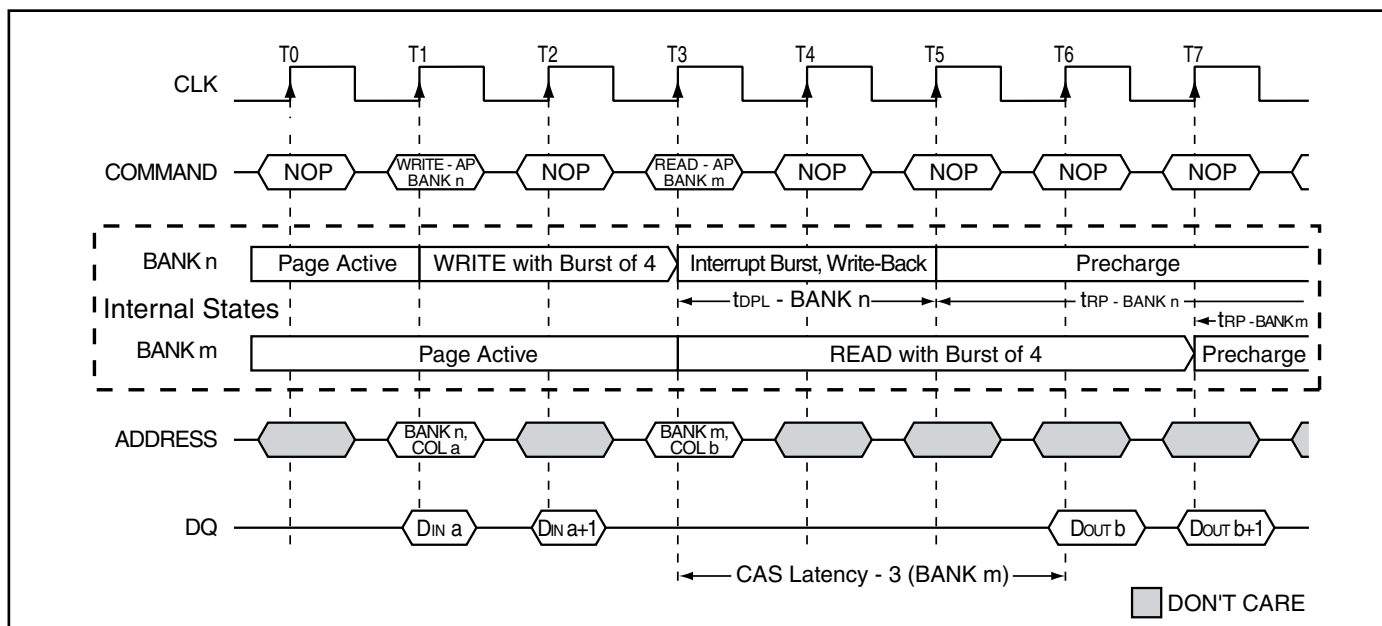 T0 T1 T2 T3 T4 T5 T6 T7
CLK
COMMAND NOP WRITE - AP NOP READ - AP NOP NOP NOP NOP
BANK n BANK m
BANK n Page Active WRITE with Burst of 4 Interrupt Burst, Write-Back Precharge
tDPL - BANK n tRP - BANK n
Internal States
tRP - BANK m
BANK m Page Active READ with Burst of 4 Precharge
ADDRESS BANK n, BANK m,
COL a COL b
DQ DIN a DIN a+1 DOUT b DOUT b+1
CAS Latency - 3 (BANK m)
DON'T CARE